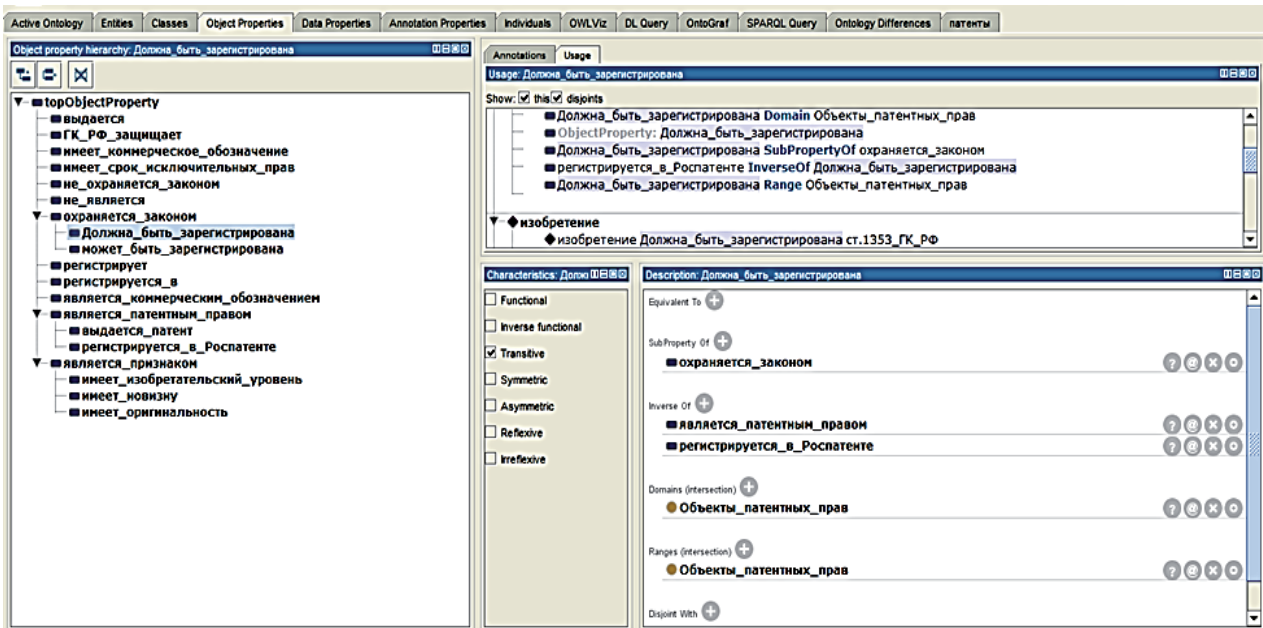 Active Ontology Entities Classes Object Properties Data Properties Annotation Properties Individuals OWLViz DL Query OntoGraf SPARQL Query Ontology Differences патенты
Object property hierarchy: Должна_быть_зарегистрирована
topObjectProperty
выдается
ГК_РФ_защищает
имеет_коммерческое_обозначение
имеет_срок_исключительных_прав
не_охраняется_законом
не_является
охраняется_законом
Должна_быть_зарегистрирована
может_быть_зарегистрирована
регистрирует
регистрируется_в
является_коммерческим_обозначением
является_патентным_правом
выдается_патент
регистрируется_в_Роспатенте
является_признаком
имеет_изобретательский_уровень
имеет_новизну
имеет_оригинальность
Annotations Usage
Usage: Должна_быть_зарегистрирована
Show: this disjoints
Должна_быть_зарегистрирована Domain Объекты_патентных_прав
ObjectProperty: Должна_быть_зарегистрирована
Должна_быть_зарегистрирована SubPropertyOf охраняется_законом
регистрируется_в_Роспатенте InverseOf Должна_быть_зарегистрирована
Должна_быть_зарегистрирована Range Объекты_патентных_прав
изобретение
изобретение Должна_быть_зарегистрирована ст.1353_ГК_РФ
Characteristics: Должн
Functional
Inverse functional
Transitive
Symmetric
Asymmetric
Reflexive
Irreflexive
Description: Должна_быть_зарегистрирована
Equivalent To
SubProperty Of
охраняется_законом
Inverse Of
является_патентным_правом
регистрируется_в_Роспатенте
Domains (intersection)
Объекты_патентных_прав
Ranges (intersection)
Объекты_патентных_прав
Disjoint With